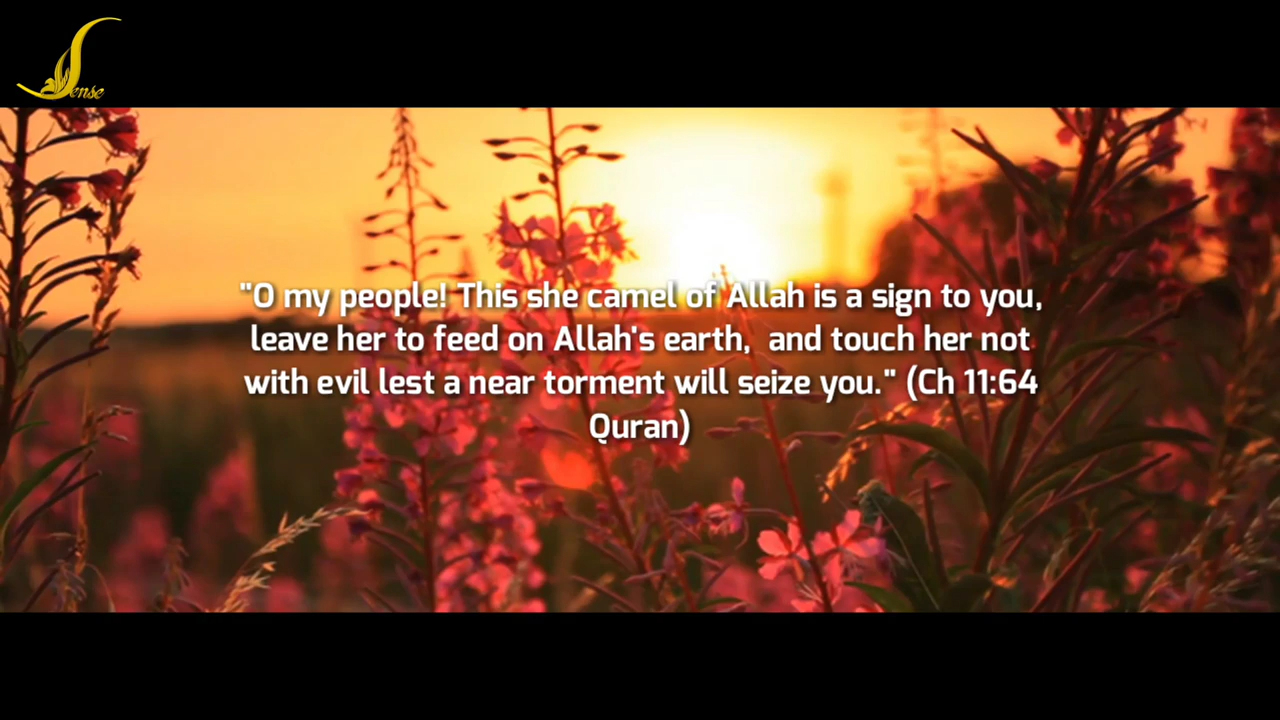 Sense
"O my people! This she camel of Allah is a sign to you,
leave her to feed on Allah's earth,  and touch her not
with evil lest a near torment will seize you." (Ch 11:64
Quran)